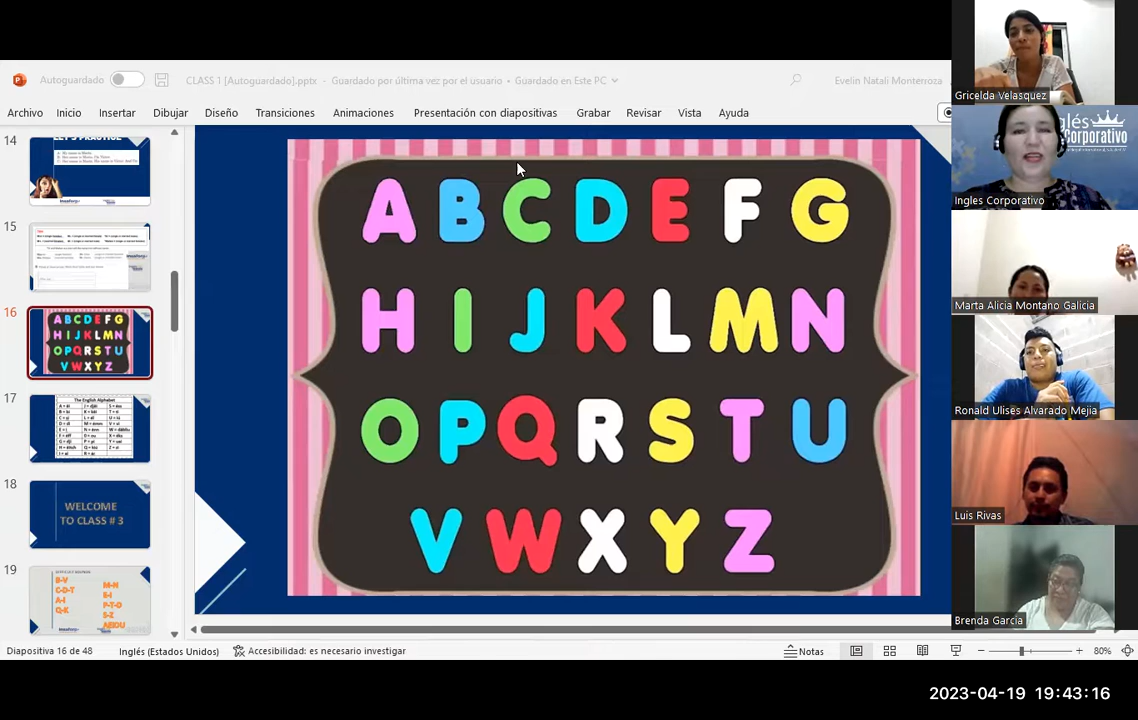 Autoguardado
CLASS 1 [Autoguardado].pptx - Guardado por última vez por el usuario • Guardado en Este PC
Evelin Natali Monterroza
Archivo Inicio Insertar Dibujar Diseño Transiciones Animaciones Presentación con diapositivas Grabar Revisar Vista Ayuda
14
LET'S PRACTICE
15
16
A B C D E F G
H I J K L M N
O P Q R S T U
V W X Y Z
17
The English Alphabet
18
WELCOME
TO CLASS # 3
19
B-V
C-D-T
A-I
Q-K
M-N
E-I
P-T-D
S-Z
AEIOU
A B C D E F G
H I J K L M N
O P Q R S T U
V W X Y Z
Gricelda Velasquez
Inglés
Corporativo
Ingles Corporativo
Marta Alicia Montano Galicia
Ronald Ulises Alvarado Mejia
Luis Rivas
Brenda Garcia
Diapositiva 16 de 48
Inglés (Estados Unidos)
Accesibilidad: es necesario investigar
Notas
80%
2023-04-19 19:43:16